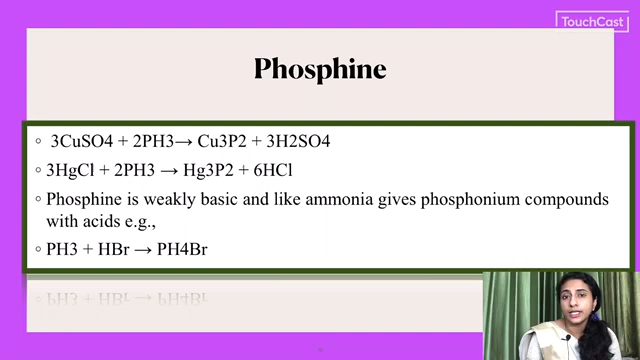 TouchCast
Phosphine
3CuSO4 + 2PH3→ Cu3P2 + 3H2SO4
3HgCl + 2PH3 → Hg3P2 + 6HCl
Phosphine is weakly basic and like ammonia gives phosphonium compounds
with acids e.g.,
PH3 + HBr → PH4Br